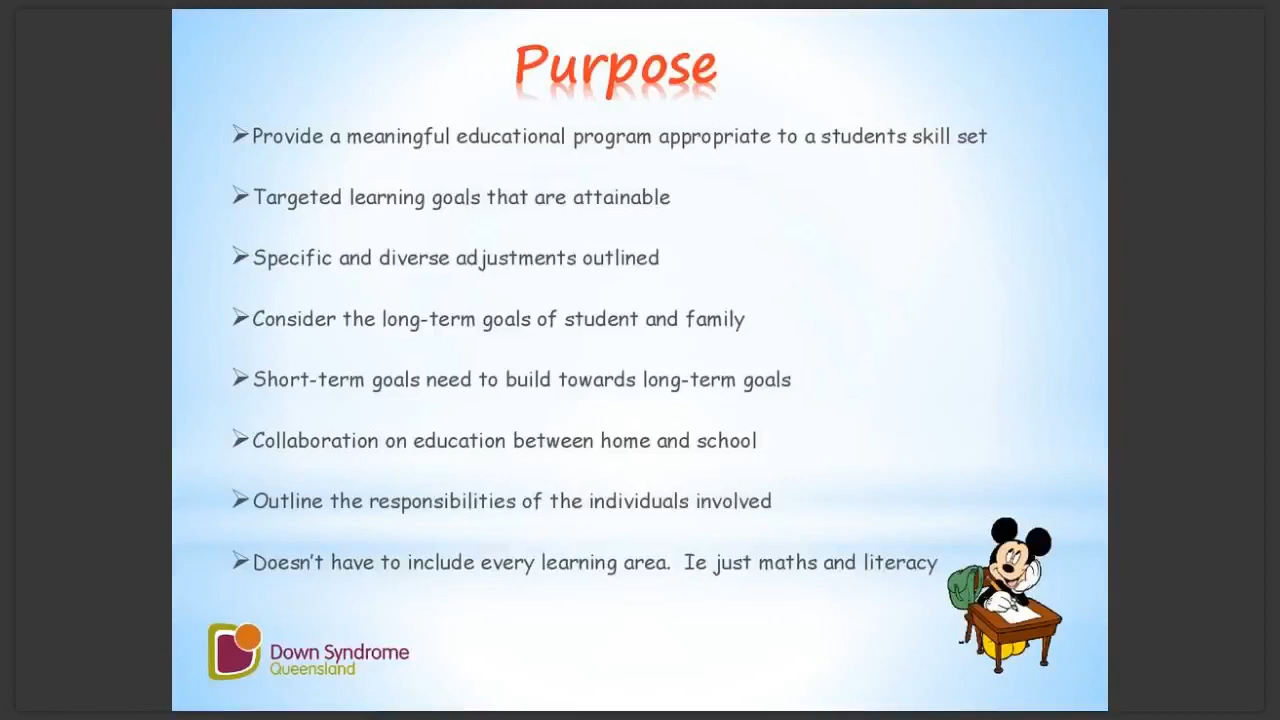 Purpose
➢Provide a meaningful educational program appropriate to a students skill set
➢Targeted learning goals that are attainable
➢Specific and diverse adjustments outlined
➢Consider the long-term goals of student and family
➢Short-term goals need to build towards long-term goals
➢Collaboration on education between home and school
➢Outline the responsibilities of the individuals involved
➢Doesn't have to include every learning area.  Ie just maths and literacy
Down Syndrome
Queensland